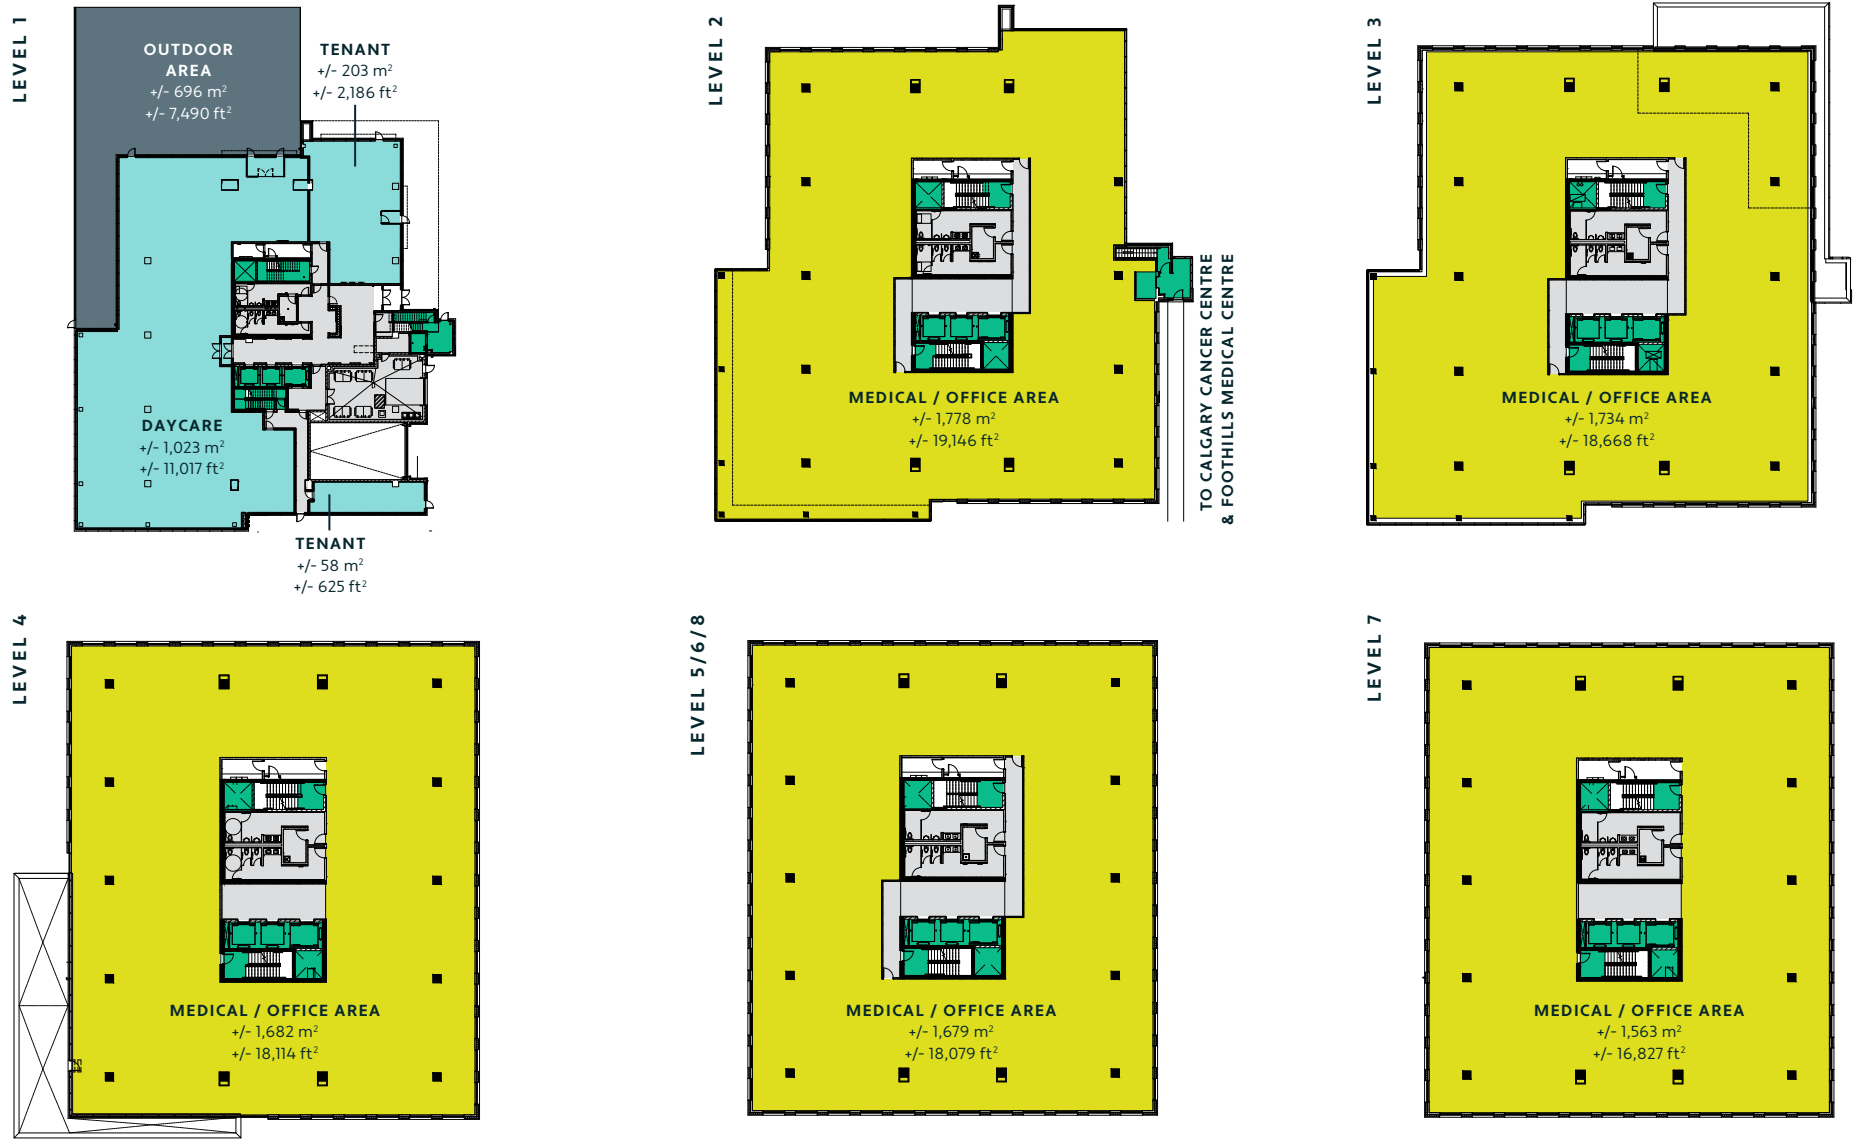 LEVEL 1
OUTDOOR
AREA
+/- 696 m²
+/- 7,490 ft²
TENANT
+/- 203 m²
+/- 2,186 ft²
DAYCARE
+/- 1,023 m²
+/- 11,017 ft²
TENANT
+/- 58 m²
+/- 625 ft²
LEVEL 2
MEDICAL / OFFICE AREA
+/- 1,778 m²
+/- 19,146 ft²
TO CALGARY CANCER CENTRE
& FOOTHILLS MEDICAL CENTRE
LEVEL 3
MEDICAL / OFFICE AREA
+/- 1,734 m²
+/- 18,668 ft²
LEVEL 4
MEDICAL / OFFICE AREA
+/- 1,682 m²
+/- 18,114 ft²
LEVEL 5/6/8
MEDICAL / OFFICE AREA
+/- 1,679 m²
+/- 18,079 ft²
LEVEL 7
MEDICAL / OFFICE AREA
+/- 1,563 m²
+/- 16,827 ft²